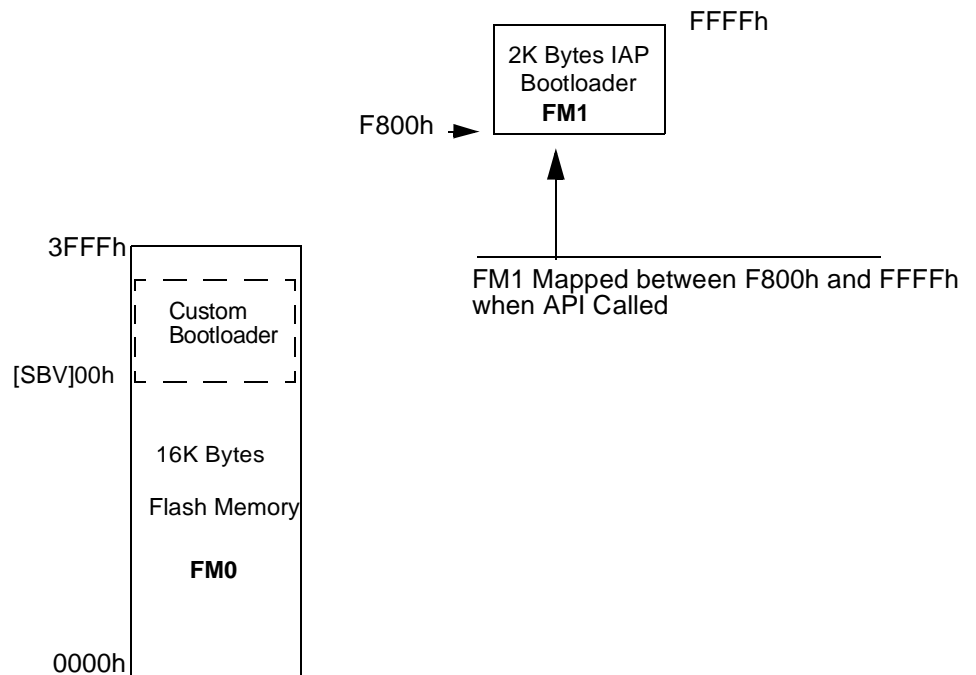 FFFFh
2K Bytes IAP
Bootloader
FM1
F800h
3FFFh
FM1 Mapped between F800h and FFFFh
when API Called
Custom
Bootloader
[SBV]00h
16K Bytes
Flash Memory
FM0
0000h